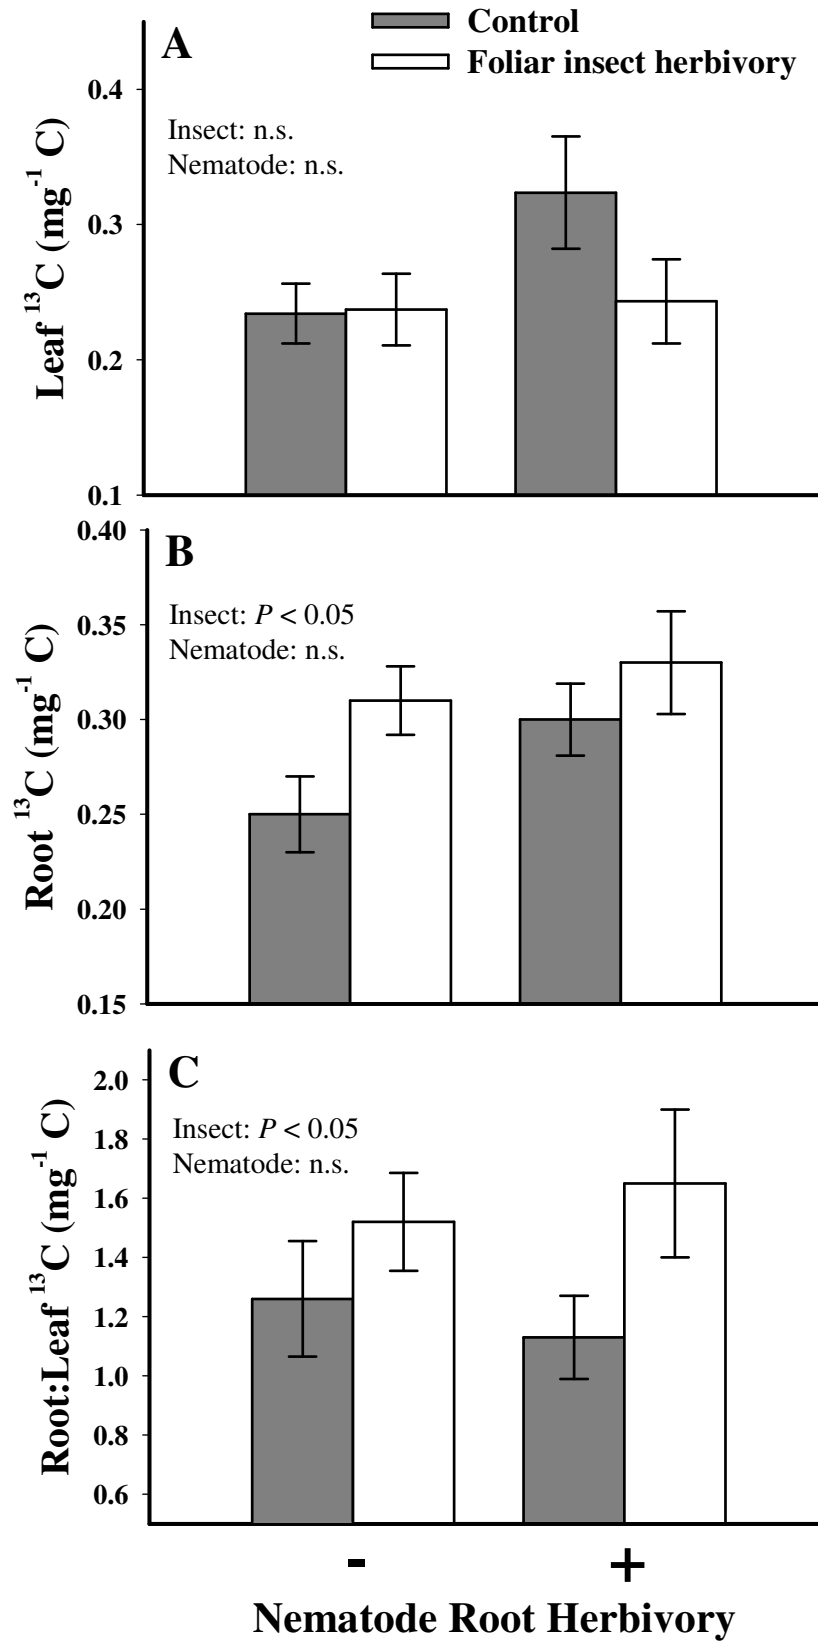 Control
Foliar insect herbivory
A
Insect: n.s.
Nematode: n.s.
Leaf ¹³C (mg⁻¹ C)
0.4
0.3
0.2
0.1
B
Insect: P < 0.05
Nematode: n.s.
Root ¹³C (mg⁻¹ C)
0.40
0.35
0.30
0.25
0.20
0.15
C
Insect: P < 0.05
Nematode: n.s.
Root:Leaf ¹³C (mg⁻¹ C)
2.0
1.8
1.6
1.4
1.2
1.0
0.8
0.6
- +
Nematode Root Herbivory